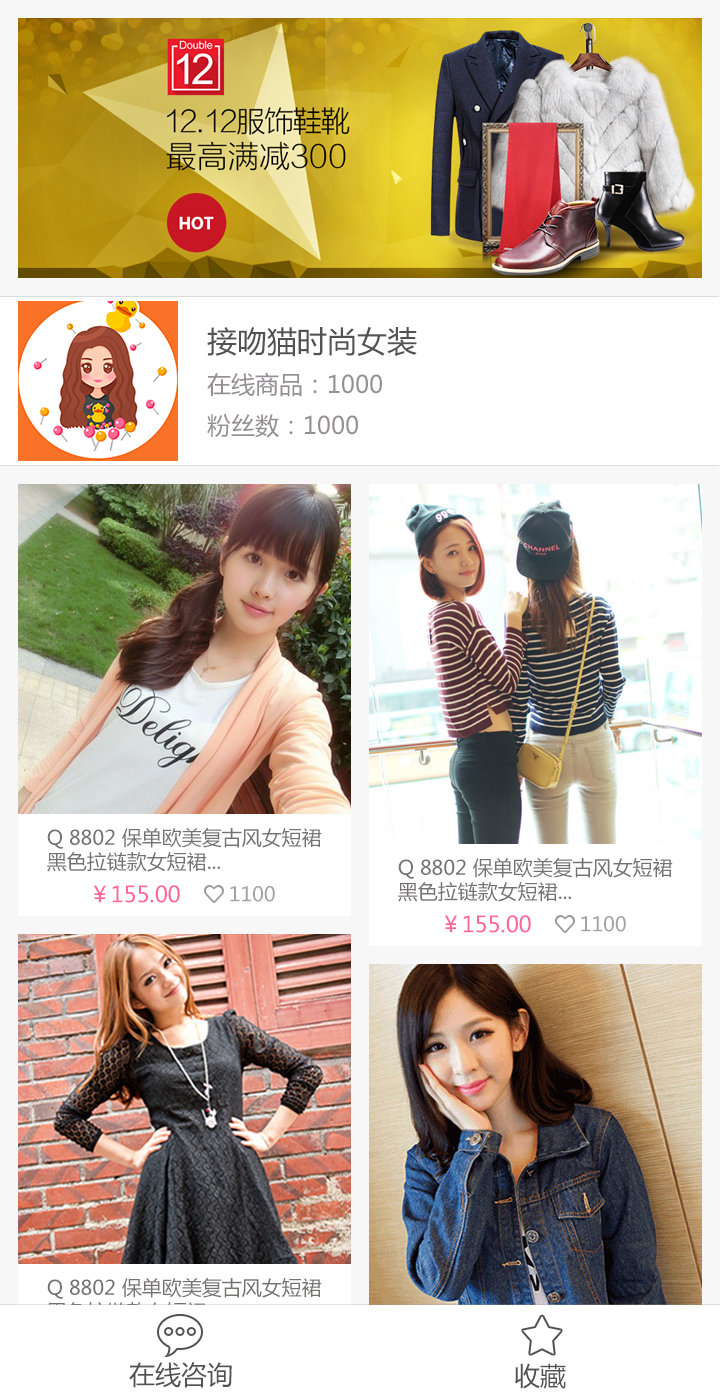 Double
12
12.12服饰鞋靴
最高满减300
HOT
接吻猫时尚女装
在线商品：1000
粉丝数：1000
Delig
99
CHANNEL
Q 8802 保单欧美复古风女短裙
黑色拉链款女短裙...
¥155.00 1100
Q 8802 保单欧美复古风女短裙
黑色拉链款女短裙...
¥155.00 1100
Q 8802 保单欧美复古风女短裙
在线咨询
收藏